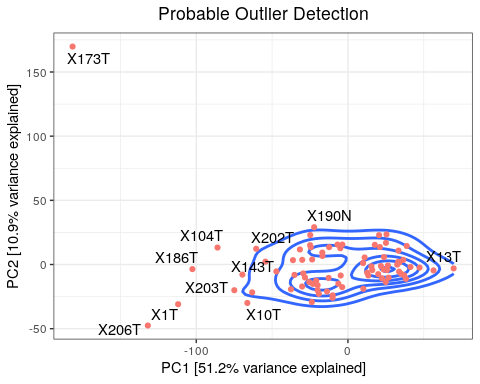 Probable Outlier Detection
X173T
150
100
50
0
-50
X190N
X104T
X202T
X186T
X143T
X13T
X203T
X1T
X10T
X206T
-100
0
PC1 [51.2% variance explained]
PC2 [10.9% variance explained]